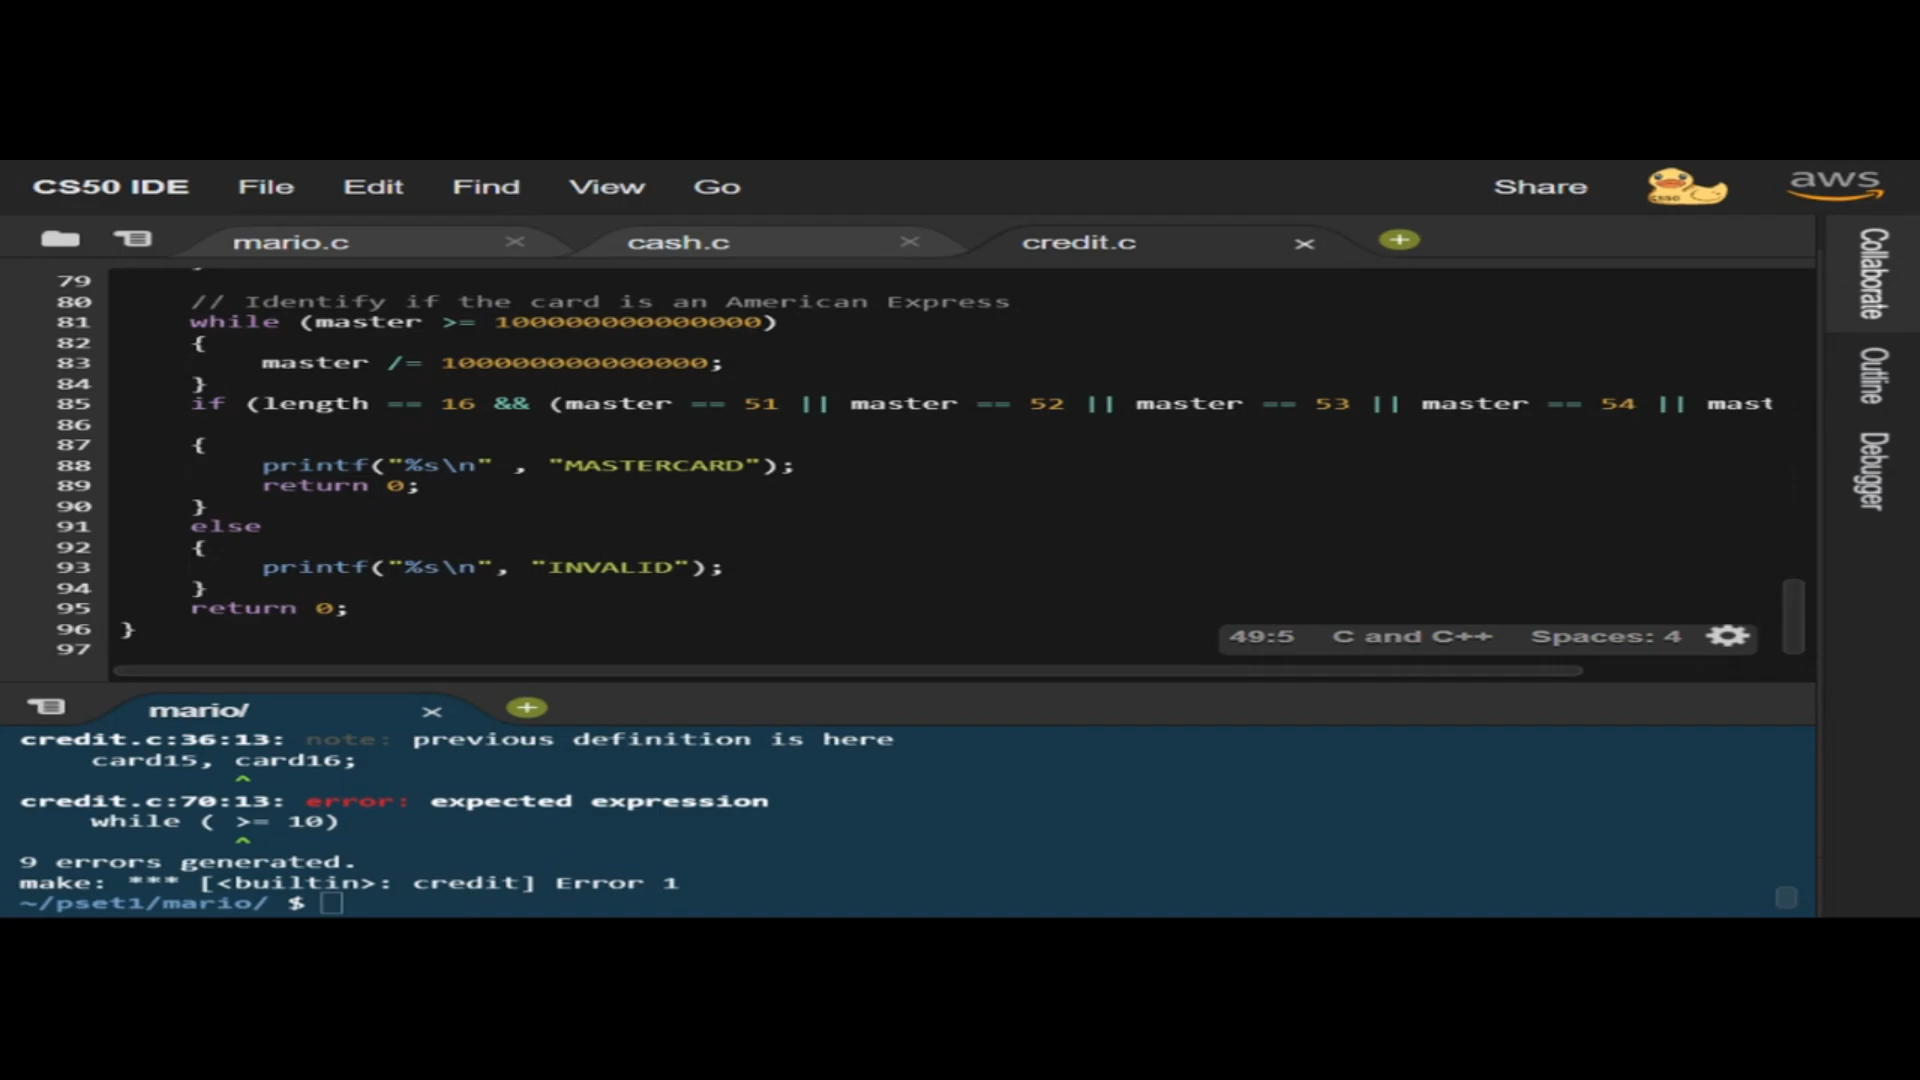 CS50 IDE File Edit Find View Go Share aws
mario.c cash.c credit.c
79
80 // Identify if the card is an American Express
81 while (master >= 100000000000000)
82 {
83 master /= 100000000000000;
84 }
85 if (length == 16 && (master == 51 || master == 52 || master == 53 || master == 54 || mast
86
87 {
88 printf("%s\n" , "MASTERCARD");
89 return 0;
90 }
91 else
92 {
93 printf("%s\n", "INVALID");
94 }
95 return 0;
96 }
97
49:5 C and C++ Spaces: 4
Collaborate
Outline
Debugger
mario/
credit.c:36:13: note: previous definition is here
card15, card16;
^
credit.c:70:13: error: expected expression
while ( >= 10)
^
9 errors generated.
make: *** [<builtin>: credit] Error 1
~/pset1/mario/ $